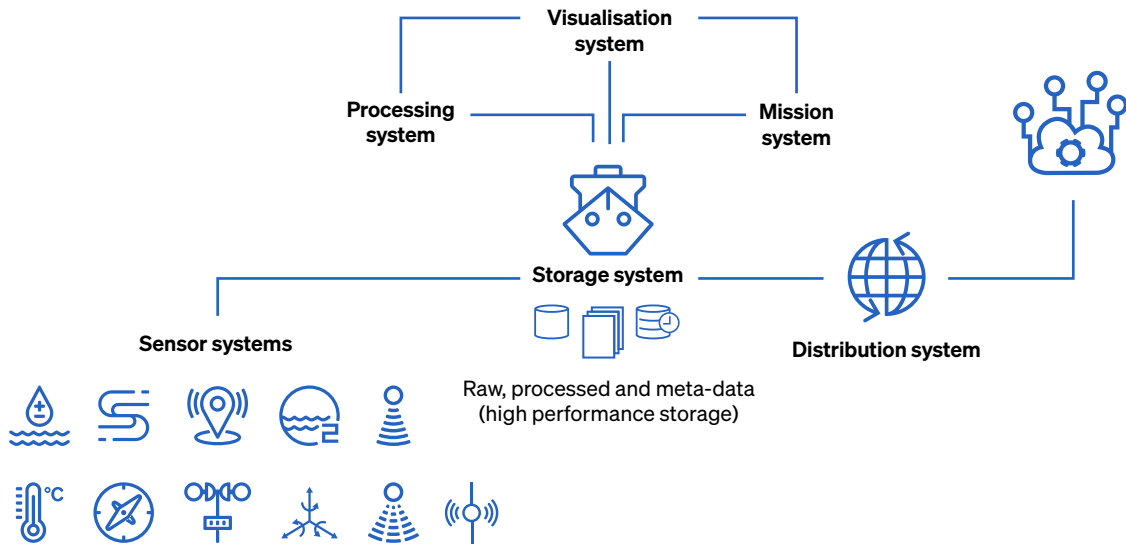 Visualisation
system
Processing
system
Mission
system
Storage system
Sensor systems
Distribution system
Raw, processed and meta-data
(high performance storage)
+
−
2
°C